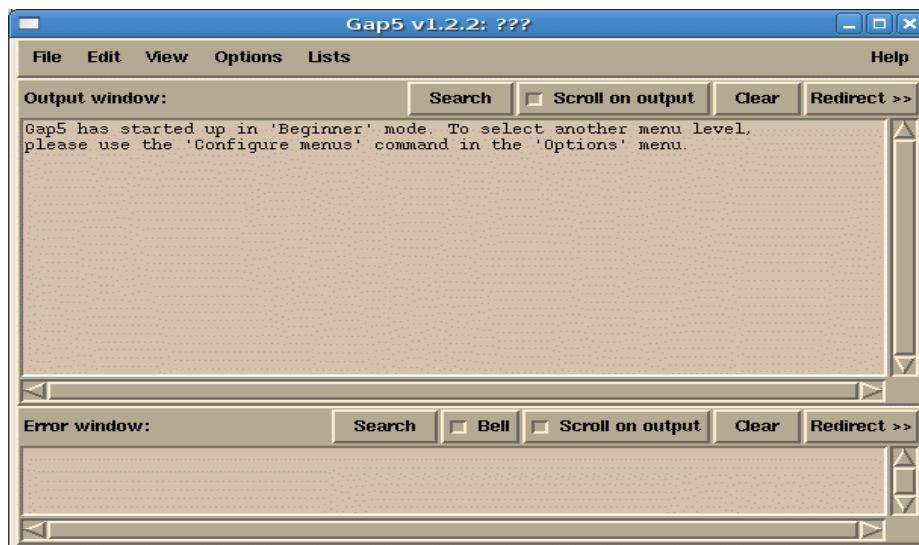 Gap5 v1.2.2: ???
File Edit View Options Lists Help
Output window: Search Scroll on output Clear Redirect >>
Gap5 has started up in 'Beginner' mode. To select another menu level,
please use the 'Configure menus' command in the 'Options' menu.
Error window: Search Bell Scroll on output Clear Redirect >>